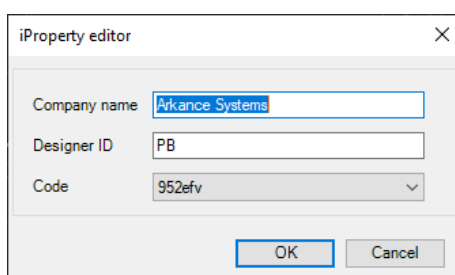 iProperty editor
Company name Arkance Systems
Designer ID PB
Code 952efv
OK Cancel